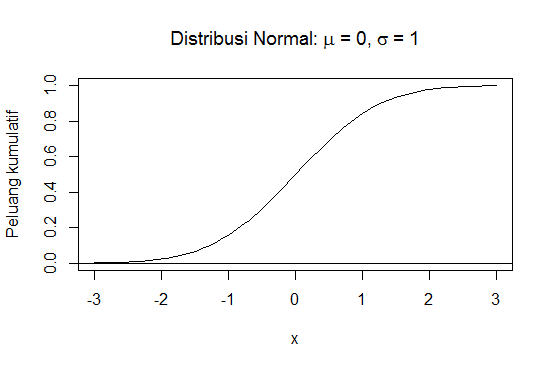 Distribusi Normal: μ = 0, σ = 1
Peluang kumulatif
1.0
0.8
0.6
0.4
0.2
0.0
-3 -2 -1 0 1 2 3
x